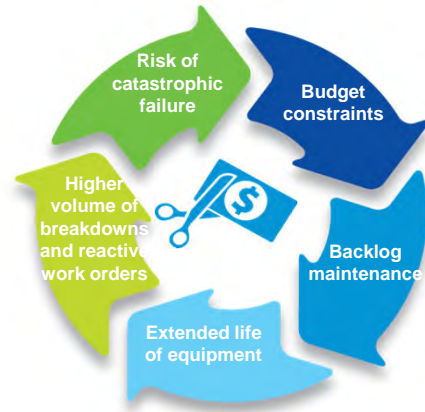 Risk of
catastrophic
failure
Budget
constraints
Backlog
maintenance
Extended life
of equipment
Higher
volume of
breakdowns
and reactive
work orders
$